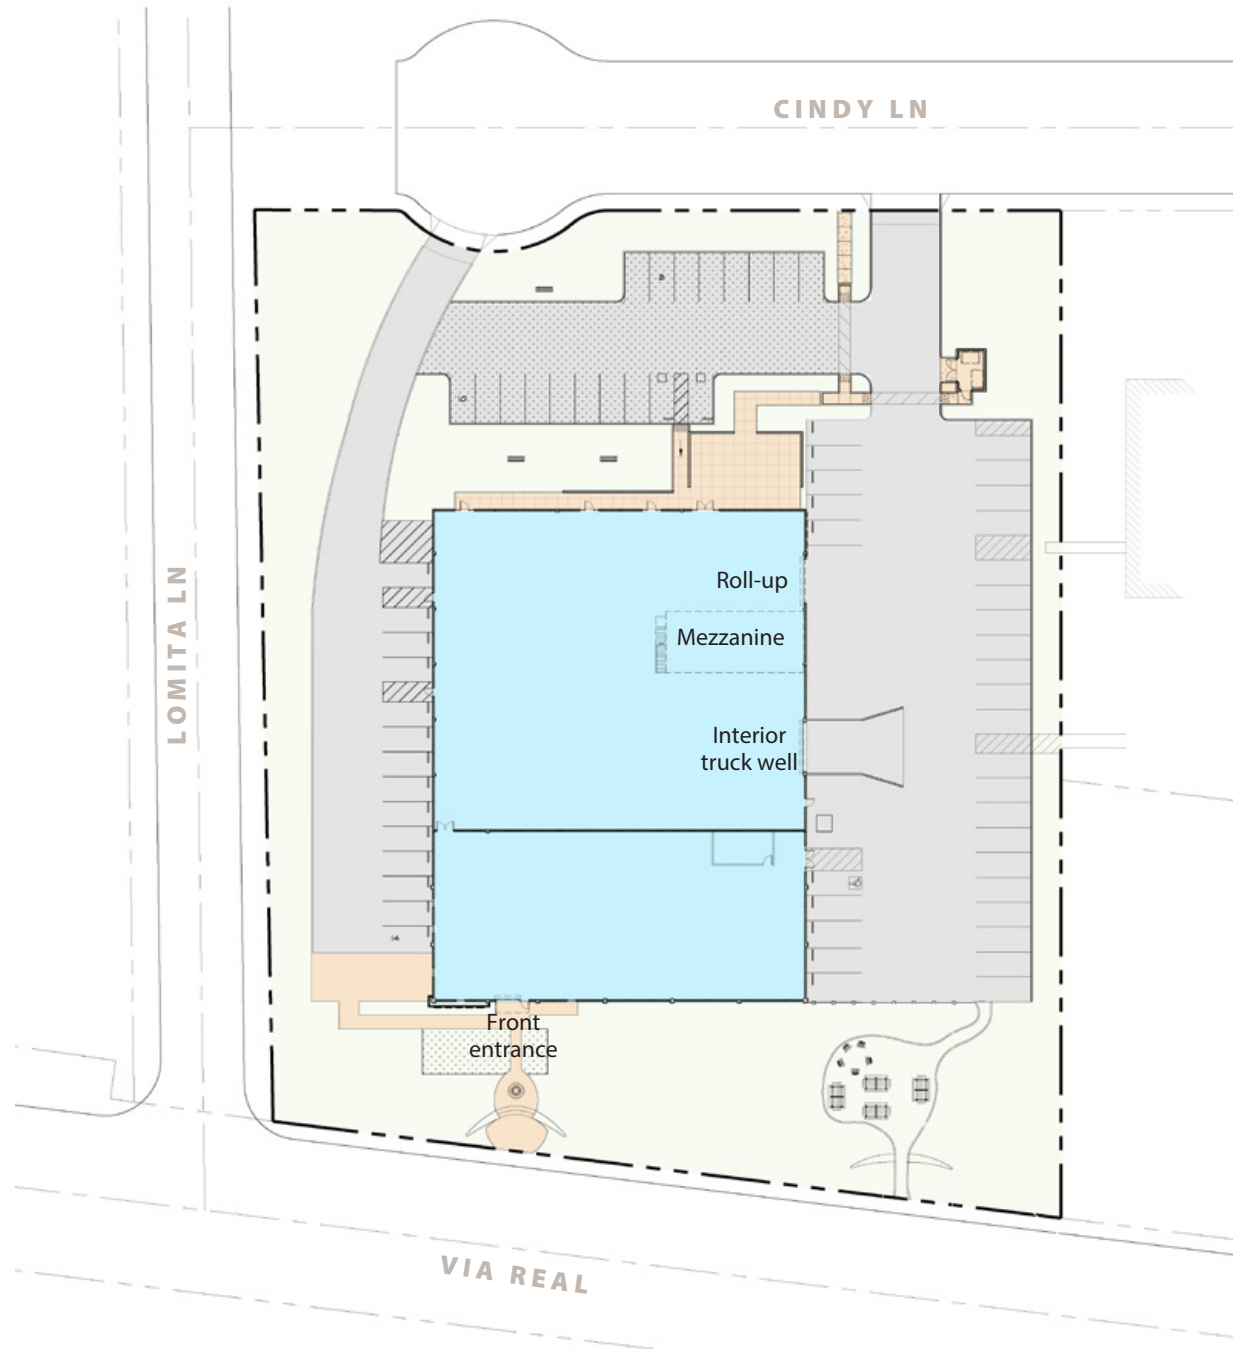 CINDY LN
LOMITA LN
Roll-up
Mezzanine
Interior
truck well
Front
entrance
VIA REAL